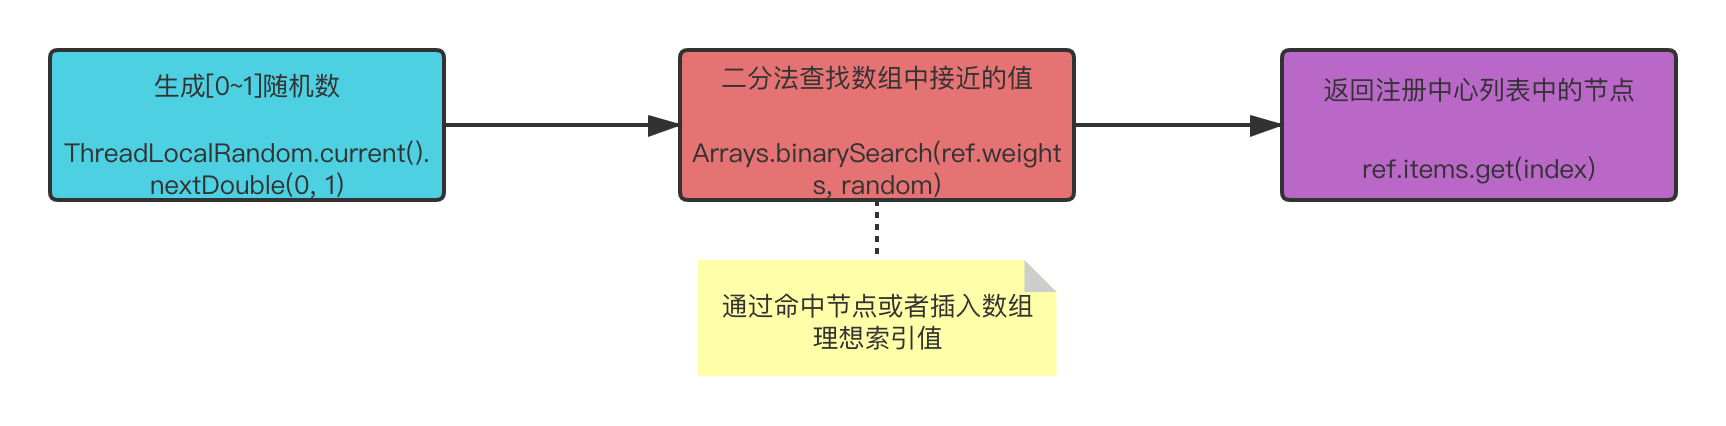 生成[0~1]随机数
ThreadLocalRandom.current().
nextDouble(0, 1)
二分法查找数组中接近的值
Arrays.binarySearch(ref.weight
s, random)
返回注册中心列表中的节点
ref.items.get(index)
通过命中节点或者插入数组
理想索引值